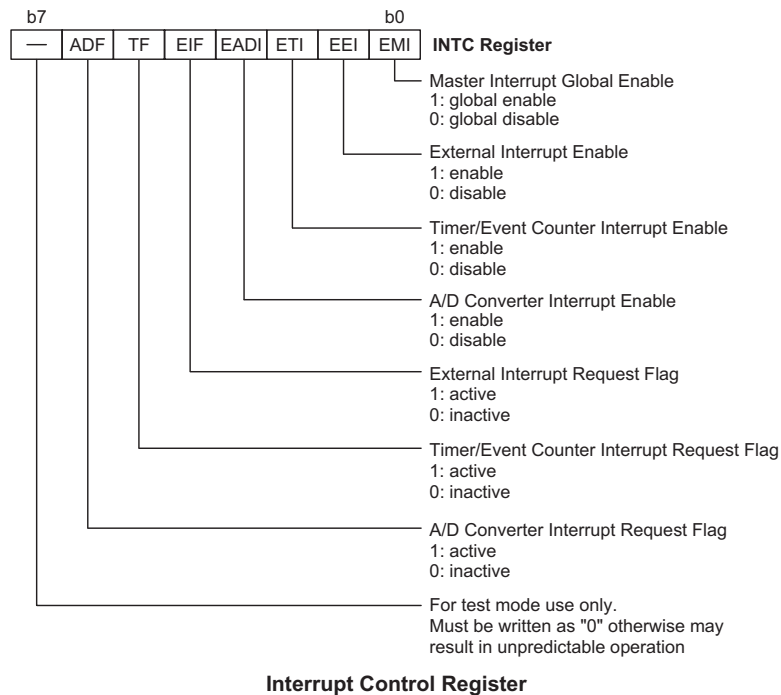 b7 b0
— ADF TF EIF EADI ETI EEI EMI INTC Register
Master Interrupt Global Enable
1: global enable
0: global disable
External Interrupt Enable
1: enable
0: disable
Timer/Event Counter Interrupt Enable
1: enable
0: disable
A/D Converter Interrupt Enable
1: enable
0: disable
External Interrupt Request Flag
1: active
0: inactive
Timer/Event Counter Interrupt Request Flag
1: active
0: inactive
A/D Converter Interrupt Request Flag
1: active
0: inactive
For test mode use only.
Must be written as "0" otherwise may
result in unpredictable operation
Interrupt Control Register